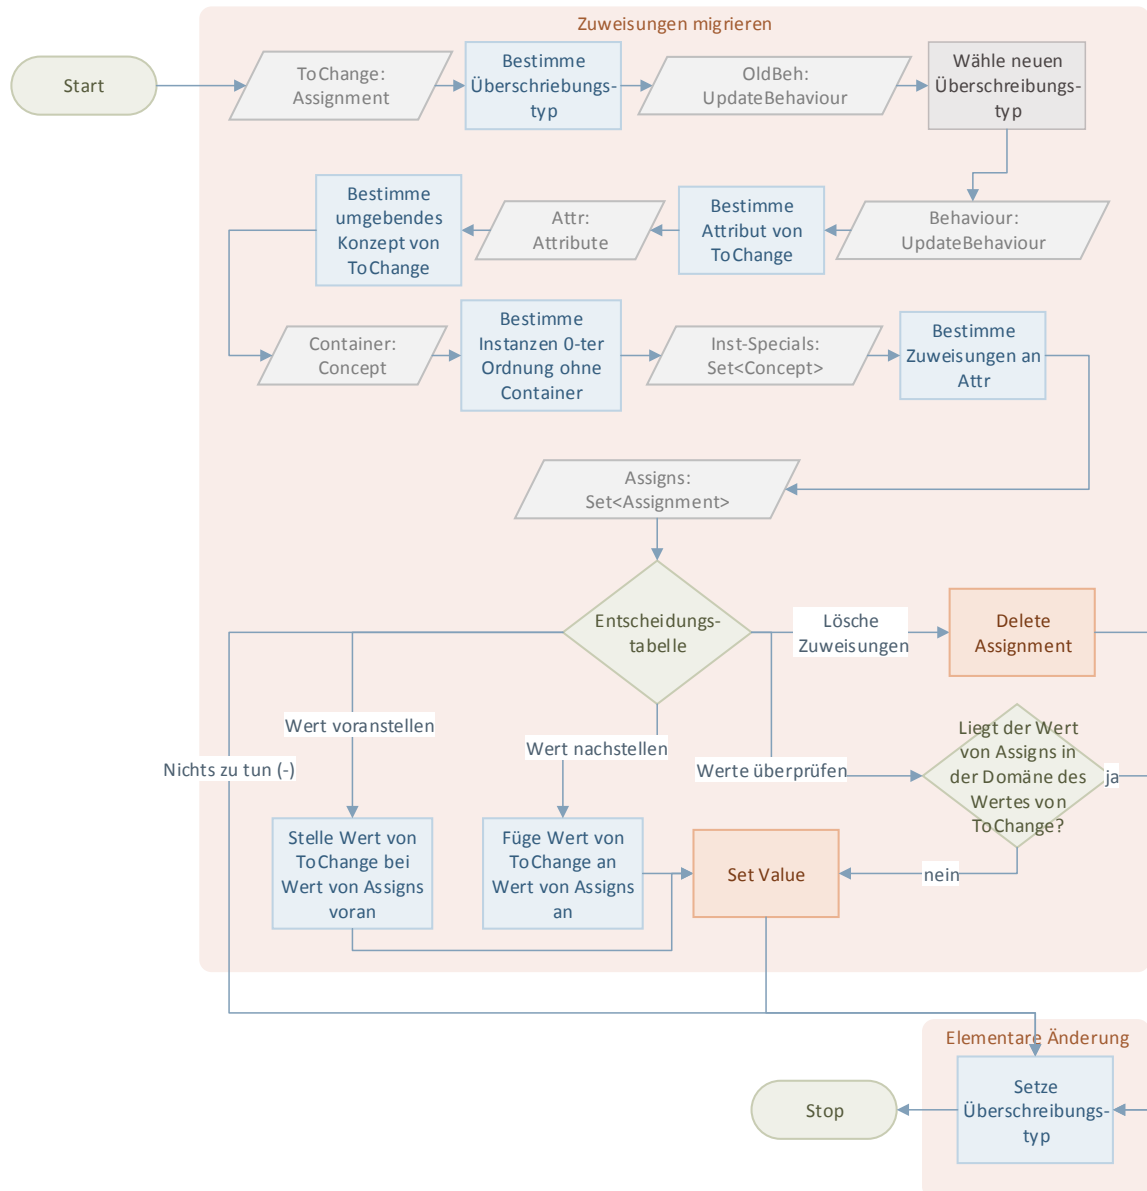 Zuweisungen migrieren
Start
ToChange:
Assignment
Bestimme
Überschriebungs-
typ
OldBeh:
UpdateBehaviour
Wähle neuen
Überschreibungs-
typ
Behaviour:
UpdateBehaviour
Bestimme
Attribut von
ToChange
Attr:
Attribute
Bestimme
umgebendes
Konzept von
ToChange
Container:
Concept
Bestimme
Instanzen 0-ter
Ordnung ohne
Container
Inst-Specials:
Set<Concept>
Bestimme
Zuweisungen an
Attr
Assigns:
Set<Assignment>
Entscheidungs-
tabelle
Lösche
Zuweisungen
Delete
Assignment
Wert voranstellen
Wert nachstellen
Nichts zu tun (-)
Werte überprüfen
Liegt der Wert
von Assigns in
der Domäne des
Wertes von
ToChange?
ja
nein
Stelle Wert von
ToChange bei
Wert von Assigns
voran
Füge Wert von
ToChange an
Wert von Assigns
an
Set Value
Elementare Änderung
Setze
Überschreibungs-
typ
Stop